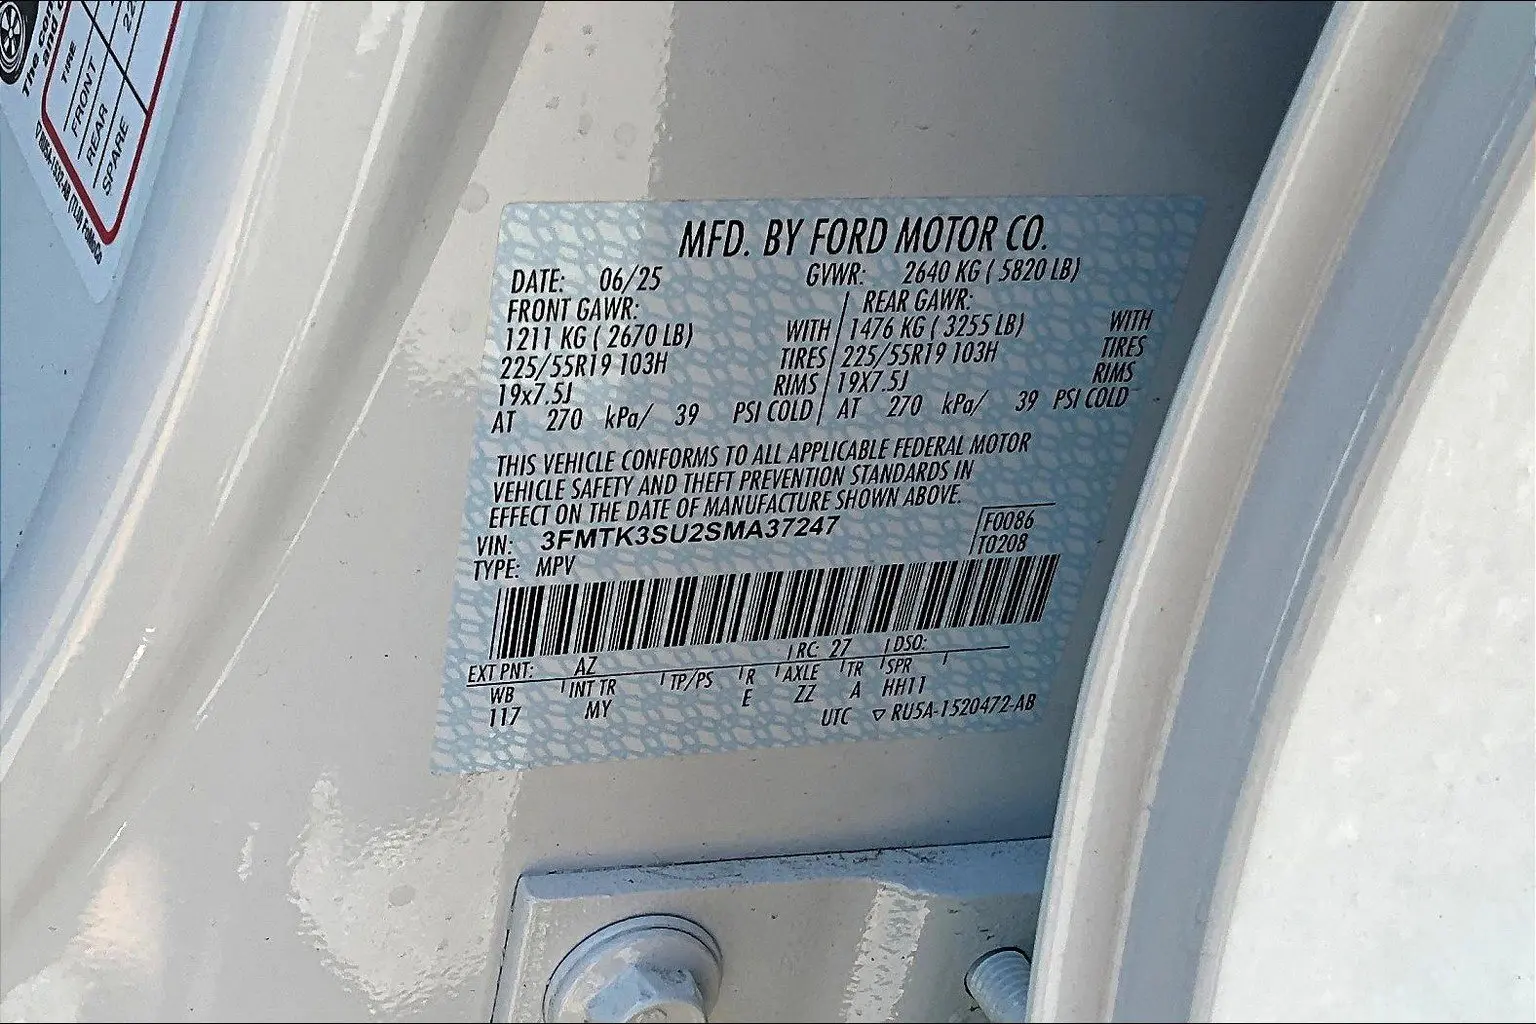 The con
and c
TIRE
FRONT
REAR
SPARE
MFD. BY FORD MOTOR CO.
DATE: 06/25 GVWR: 2640 KG ( 5820 LB)
FRONT GAWR: REAR GAWR:
1211 KG ( 2670 LB) WITH 1476 KG ( 3255 LB) WITH
225/55R19 103H TIRES 225/55R19 103H TIRES
19x7.5J RIMS 19X7.5J RIMS
AT 270 kPa/ 39 PSI COLD AT 270 kPa/ 39 PSI COLD
THIS VEHICLE CONFORMS TO ALL APPLICABLE FEDERAL MOTOR
VEHICLE SAFETY AND THEFT PREVENTION STANDARDS IN
EFFECT ON THE DATE OF MANUFACTURE SHOWN ABOVE.
VIN: 3FMTK3SU2SMA37247 F0086
TYPE: MPV T0208
EXT PNT: AZ RC: 27 DSO:
WB INT TR TP/PS R AXLE TR SPR
117 MY E ZZ A HH11
UTC ▽ RU5A-1520472-AB